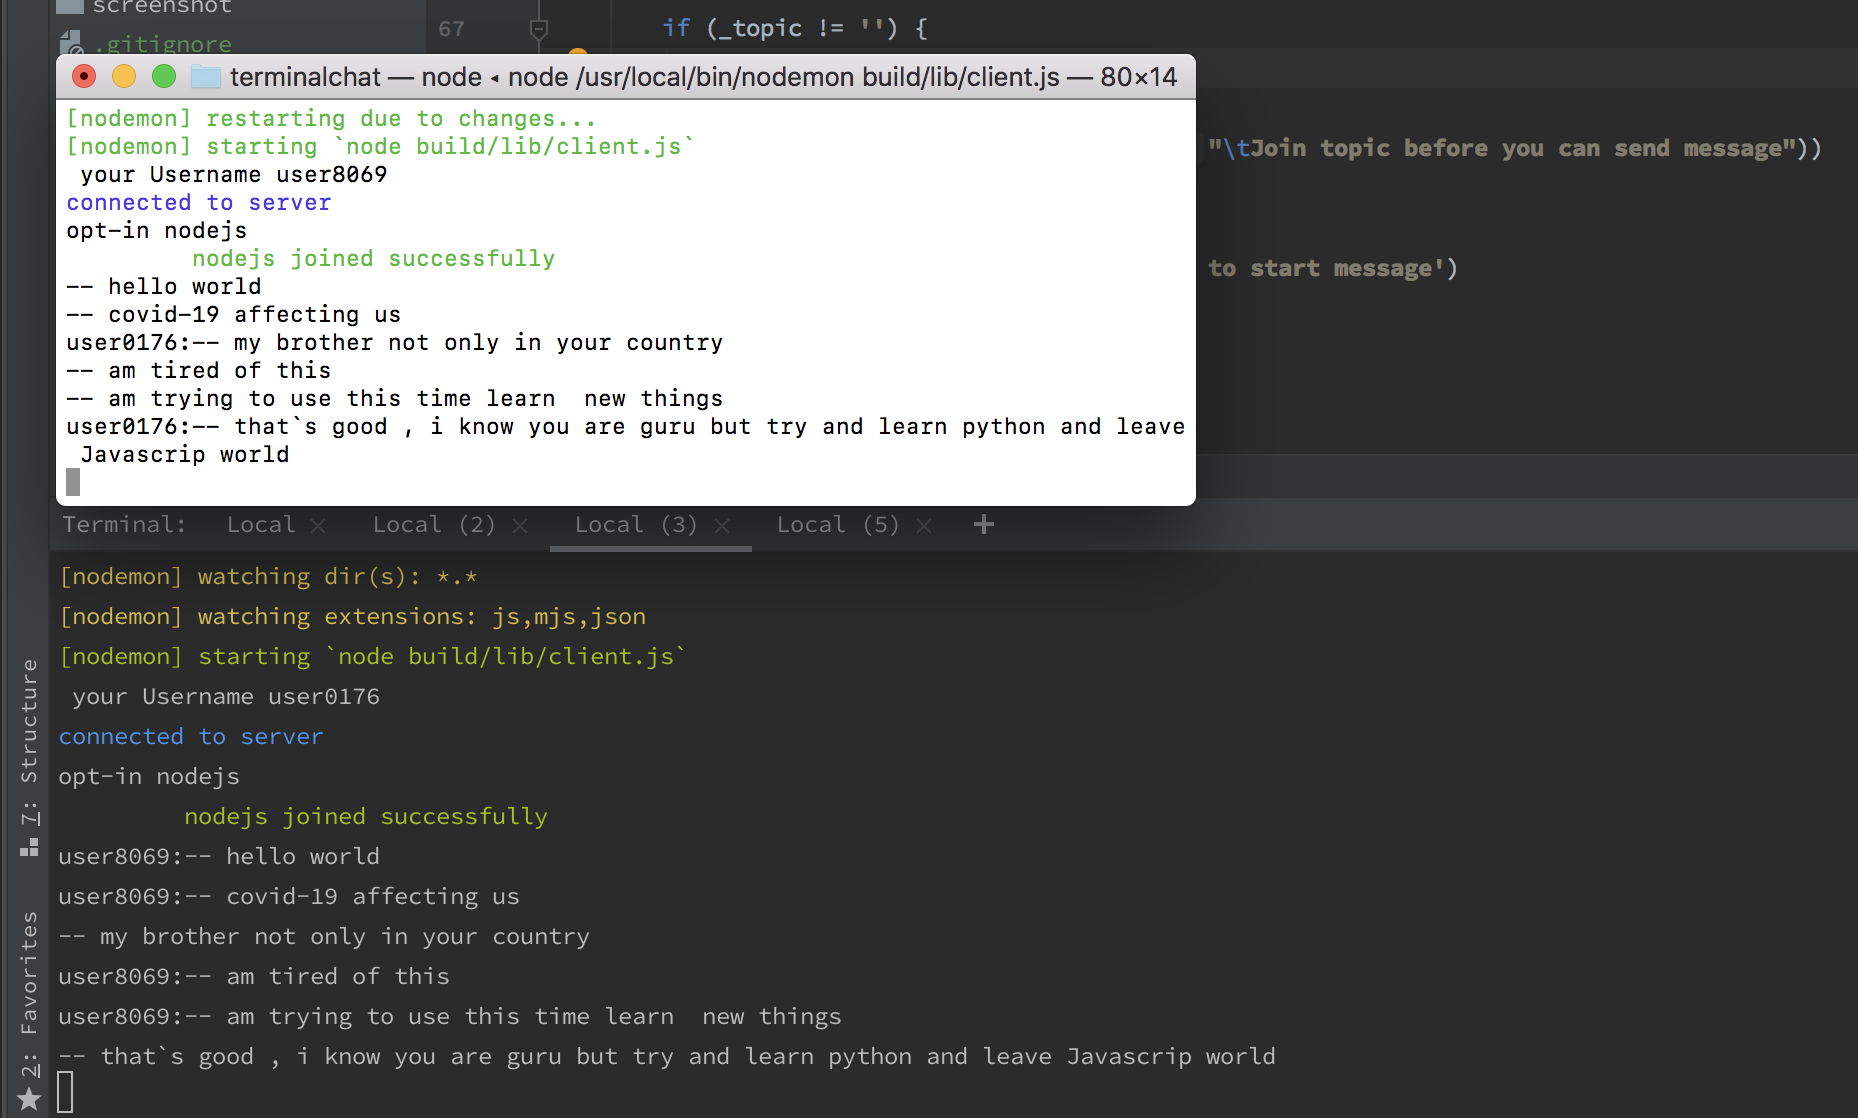 screenshot
.gitignore
67
if (_topic != '') {
terminalchat — node ◂ node /usr/local/bin/nodemon build/lib/client.js — 80×14
[nodemon] restarting due to changes...
[nodemon] starting `node build/lib/client.js`
your Username user8069
connected to server
opt-in nodejs
nodejs joined successfully
-- hello world
-- covid-19 affecting us
user0176:-- my brother not only in your country
-- am tired of this
-- am trying to use this time learn  new things
user0176:-- that`s good , i know you are guru but try and learn python and leave
Javascrip world
"\tJoin topic before you can send message"))
to start message')
Terminal: Local × Local (2) × Local (3) × Local (5) × +
[nodemon] watching dir(s): *.*
[nodemon] watching extensions: js,mjs,json
[nodemon] starting `node build/lib/client.js`
your Username user0176
connected to server
opt-in nodejs
nodejs joined successfully
user8069:-- hello world
user8069:-- covid-19 affecting us
-- my brother not only in your country
user8069:-- am tired of this
user8069:-- am trying to use this time learn  new things
-- that`s good , i know you are guru but try and learn python and leave Javascrip world
7: Structure
2: Favorites